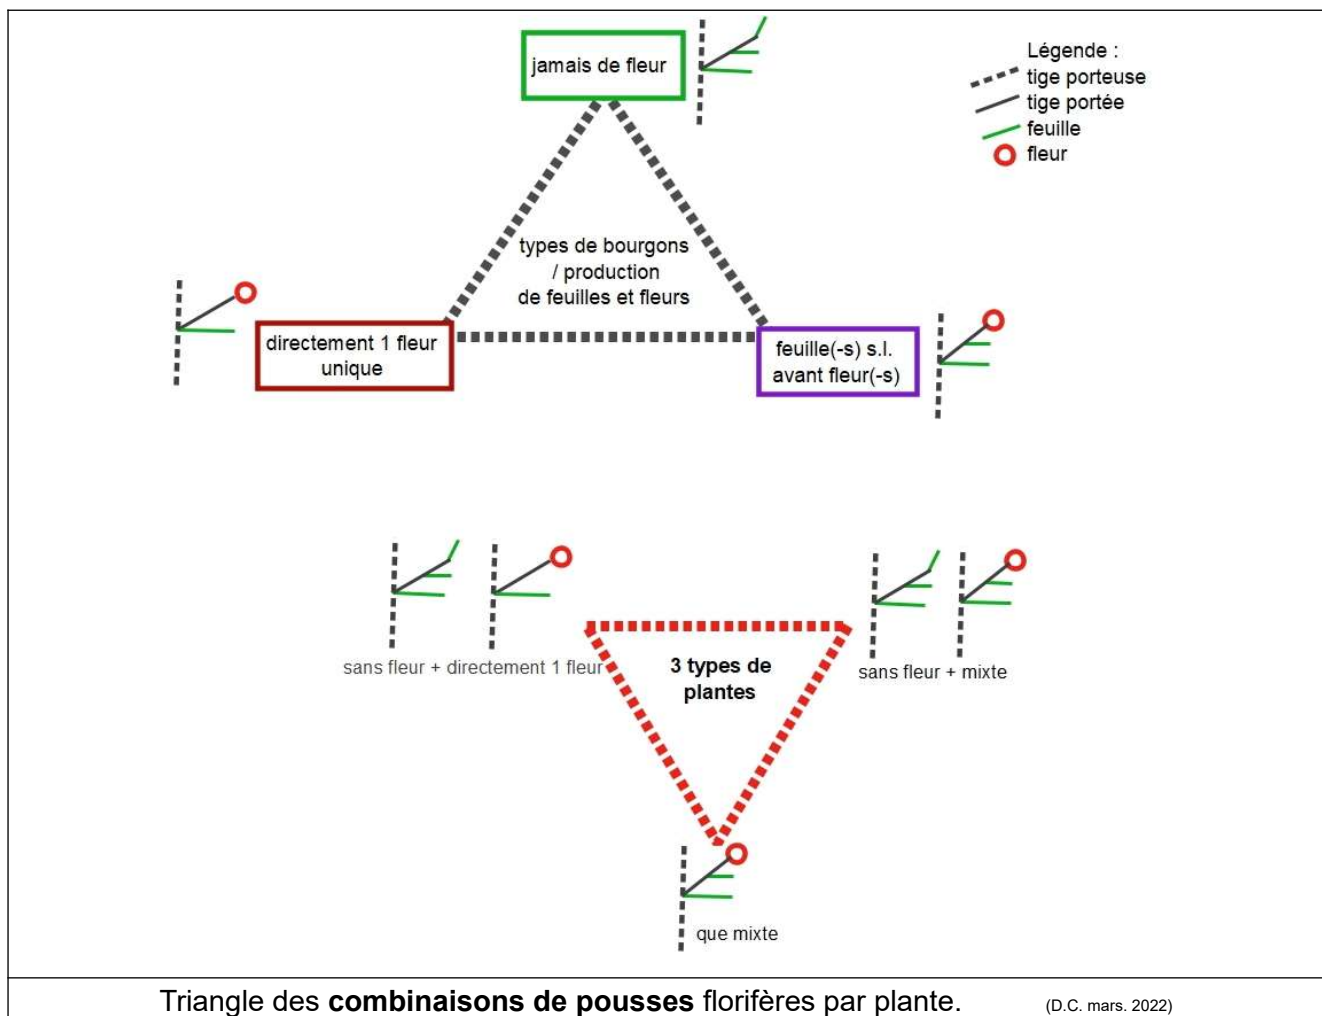 jamais de fleur
Légende :
tige porteuse
tige portée
feuille
fleur
types de bourgons
/ production
de feuilles et fleurs
directement 1 fleur
unique
feuille(-s) s.l.
avant fleur(-s)
sans fleur + directement 1 fleur
3 types de
plantes
sans fleur + mixte
que mixte
Triangle des combinaisons de pousses florifères par plante. (D.C. mars. 2022)